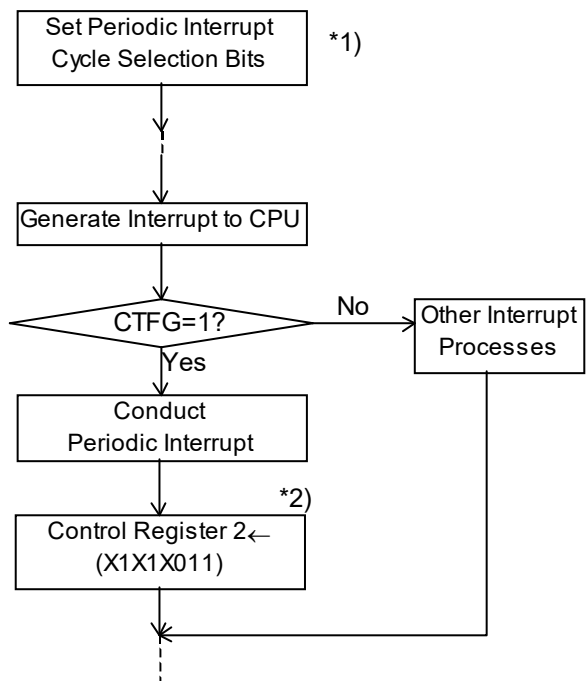 Set Periodic Interrupt
Cycle Selection Bits
*1)
Generate Interrupt to CPU
CTFG=1?
No
Other Interrupt
Processes
Yes
Conduct
Periodic Interrupt
*2)
Control Register 2←
(X1X1X011)